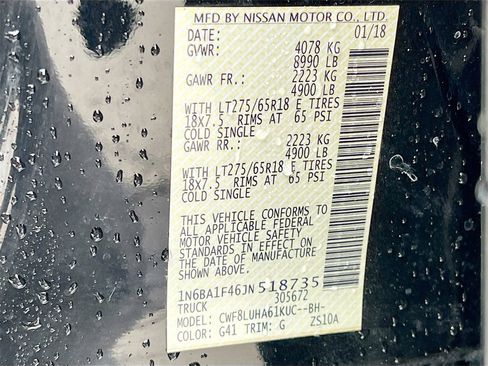 MFD BY NISSAN MOTOR CO., LTD.
DATE: 01/18
GVWR: 4078 KG
8990 LB
GAWR FR.: 2223 KG
4900 LB
WITH LT275/65R18 E TIRES
18x7.5 RIMS AT 65 PSI
COLD SINGLE
GAWR RR.: 2223 KG
4900 LB
WITH LT275/65R18 E TIRES
18x7.5 RIMS AT 65 PSI
COLD SINGLE
THIS VEHICLE CONFORMS TO
ALL APPLICABLE FEDERAL
MOTOR VEHICLE SAFETY
STANDARDS IN EFFECT ON
THE DATE OF MANUFACTURE
SHOWN ABOVE.
1N6BA1F46JN518735
TRUCK 305672
MODEL: CWF8LUHA61KUC--BH-
COLOR: G41 TRIM: G ZS10A